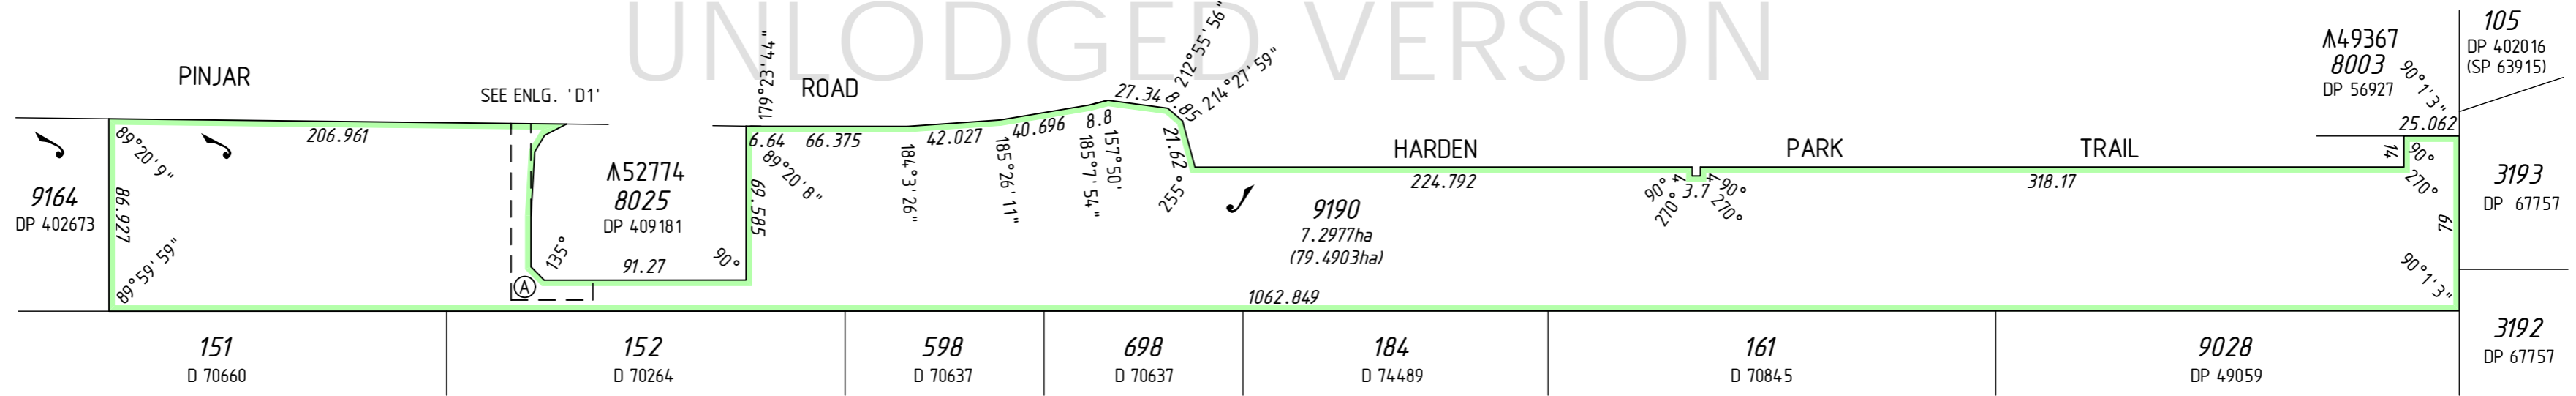 UNLODGED VERSION
PINJAR
ROAD
SEE ENLG. 'D1'
HARDEN
PARK
TRAIL
105
DP 402016
(SP 63915)
49367
8003
DP 56927
90°1'3"
25.062
14
90°
270°
179°23'44"
212°55'56"
214°27'59"
27.34
8.85
206.961
6.64
66.375
42.027
40.696
8.8
21.62
89°20'9"
89°20'8"
184°3'26"
185°26'11"
185°7'54"
157°50'
255°
224.792
318.17
90°
270°
1
3.7
1
90°
270°
9164
DP 402673
86.927
89°59'59"
52774
8025
DP 409181
69.585
135°
91.27
90°
A
9190
7.2977ha
(79.4903ha)
3193
DP 67757
79
90°1'3"
1062.849
151
D 70660
152
D 70264
598
D 70637
698
D 70637
184
D 74489
161
D 70845
9028
DP 49059
3192
DP 67757